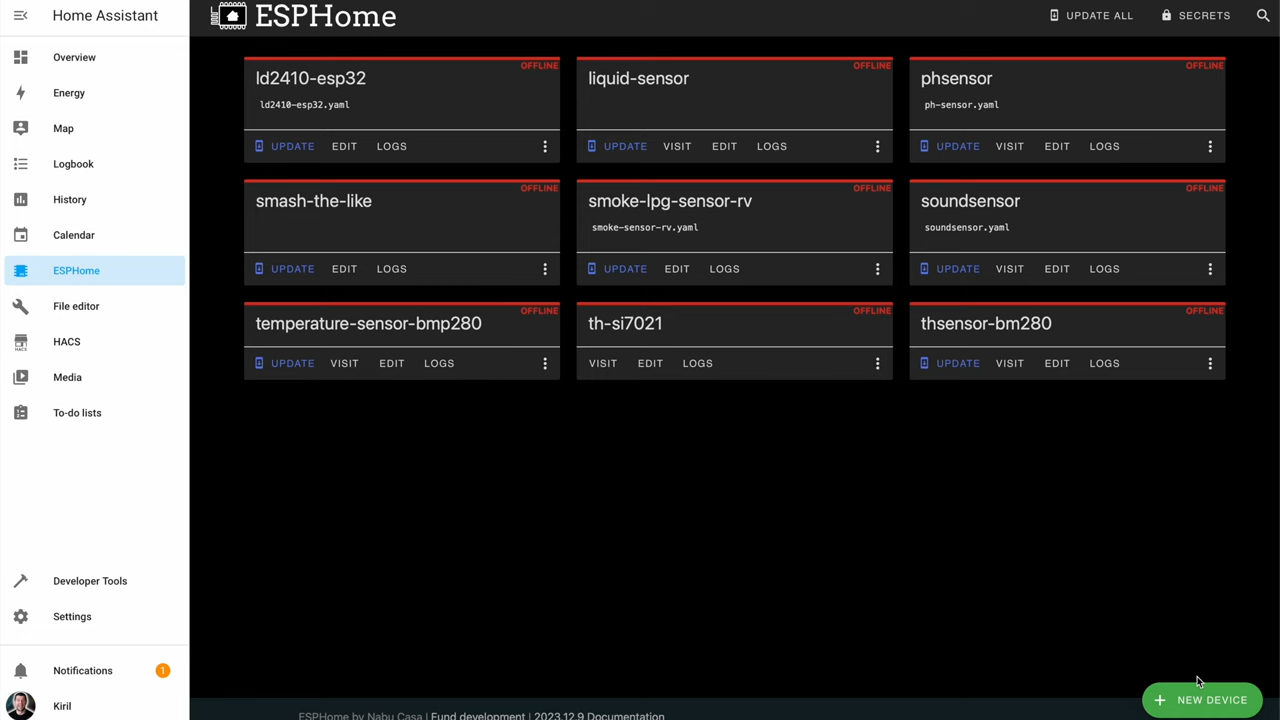 Home Assistant
ESPHome
UPDATE ALL
SECRETS
Overview
Energy
Map
Logbook
History
Calendar
ESPHome
File editor
HACS
HACS
Media
To-do lists
Developer Tools
Settings
Notifications
1
Kiril
OFFLINE
ld2410-esp32
ld2410-esp32.yaml
UPDATE EDIT LOGS
OFFLINE
liquid-sensor
UPDATE VISIT EDIT LOGS
OFFLINE
phsensor
ph-sensor.yaml
UPDATE VISIT EDIT LOGS
OFFLINE
smash-the-like
UPDATE EDIT LOGS
OFFLINE
smoke-lpg-sensor-rv
smoke-sensor-rv.yaml
UPDATE EDIT LOGS
OFFLINE
soundsensor
soundsensor.yaml
UPDATE VISIT EDIT LOGS
OFFLINE
temperature-sensor-bmp280
UPDATE VISIT EDIT LOGS
OFFLINE
th-si7021
VISIT EDIT LOGS
OFFLINE
thsensor-bm280
UPDATE VISIT EDIT LOGS
+ NEW DEVICE
ESPHome by Nabu Casa | Fund development | 2023.12.9 Documentation